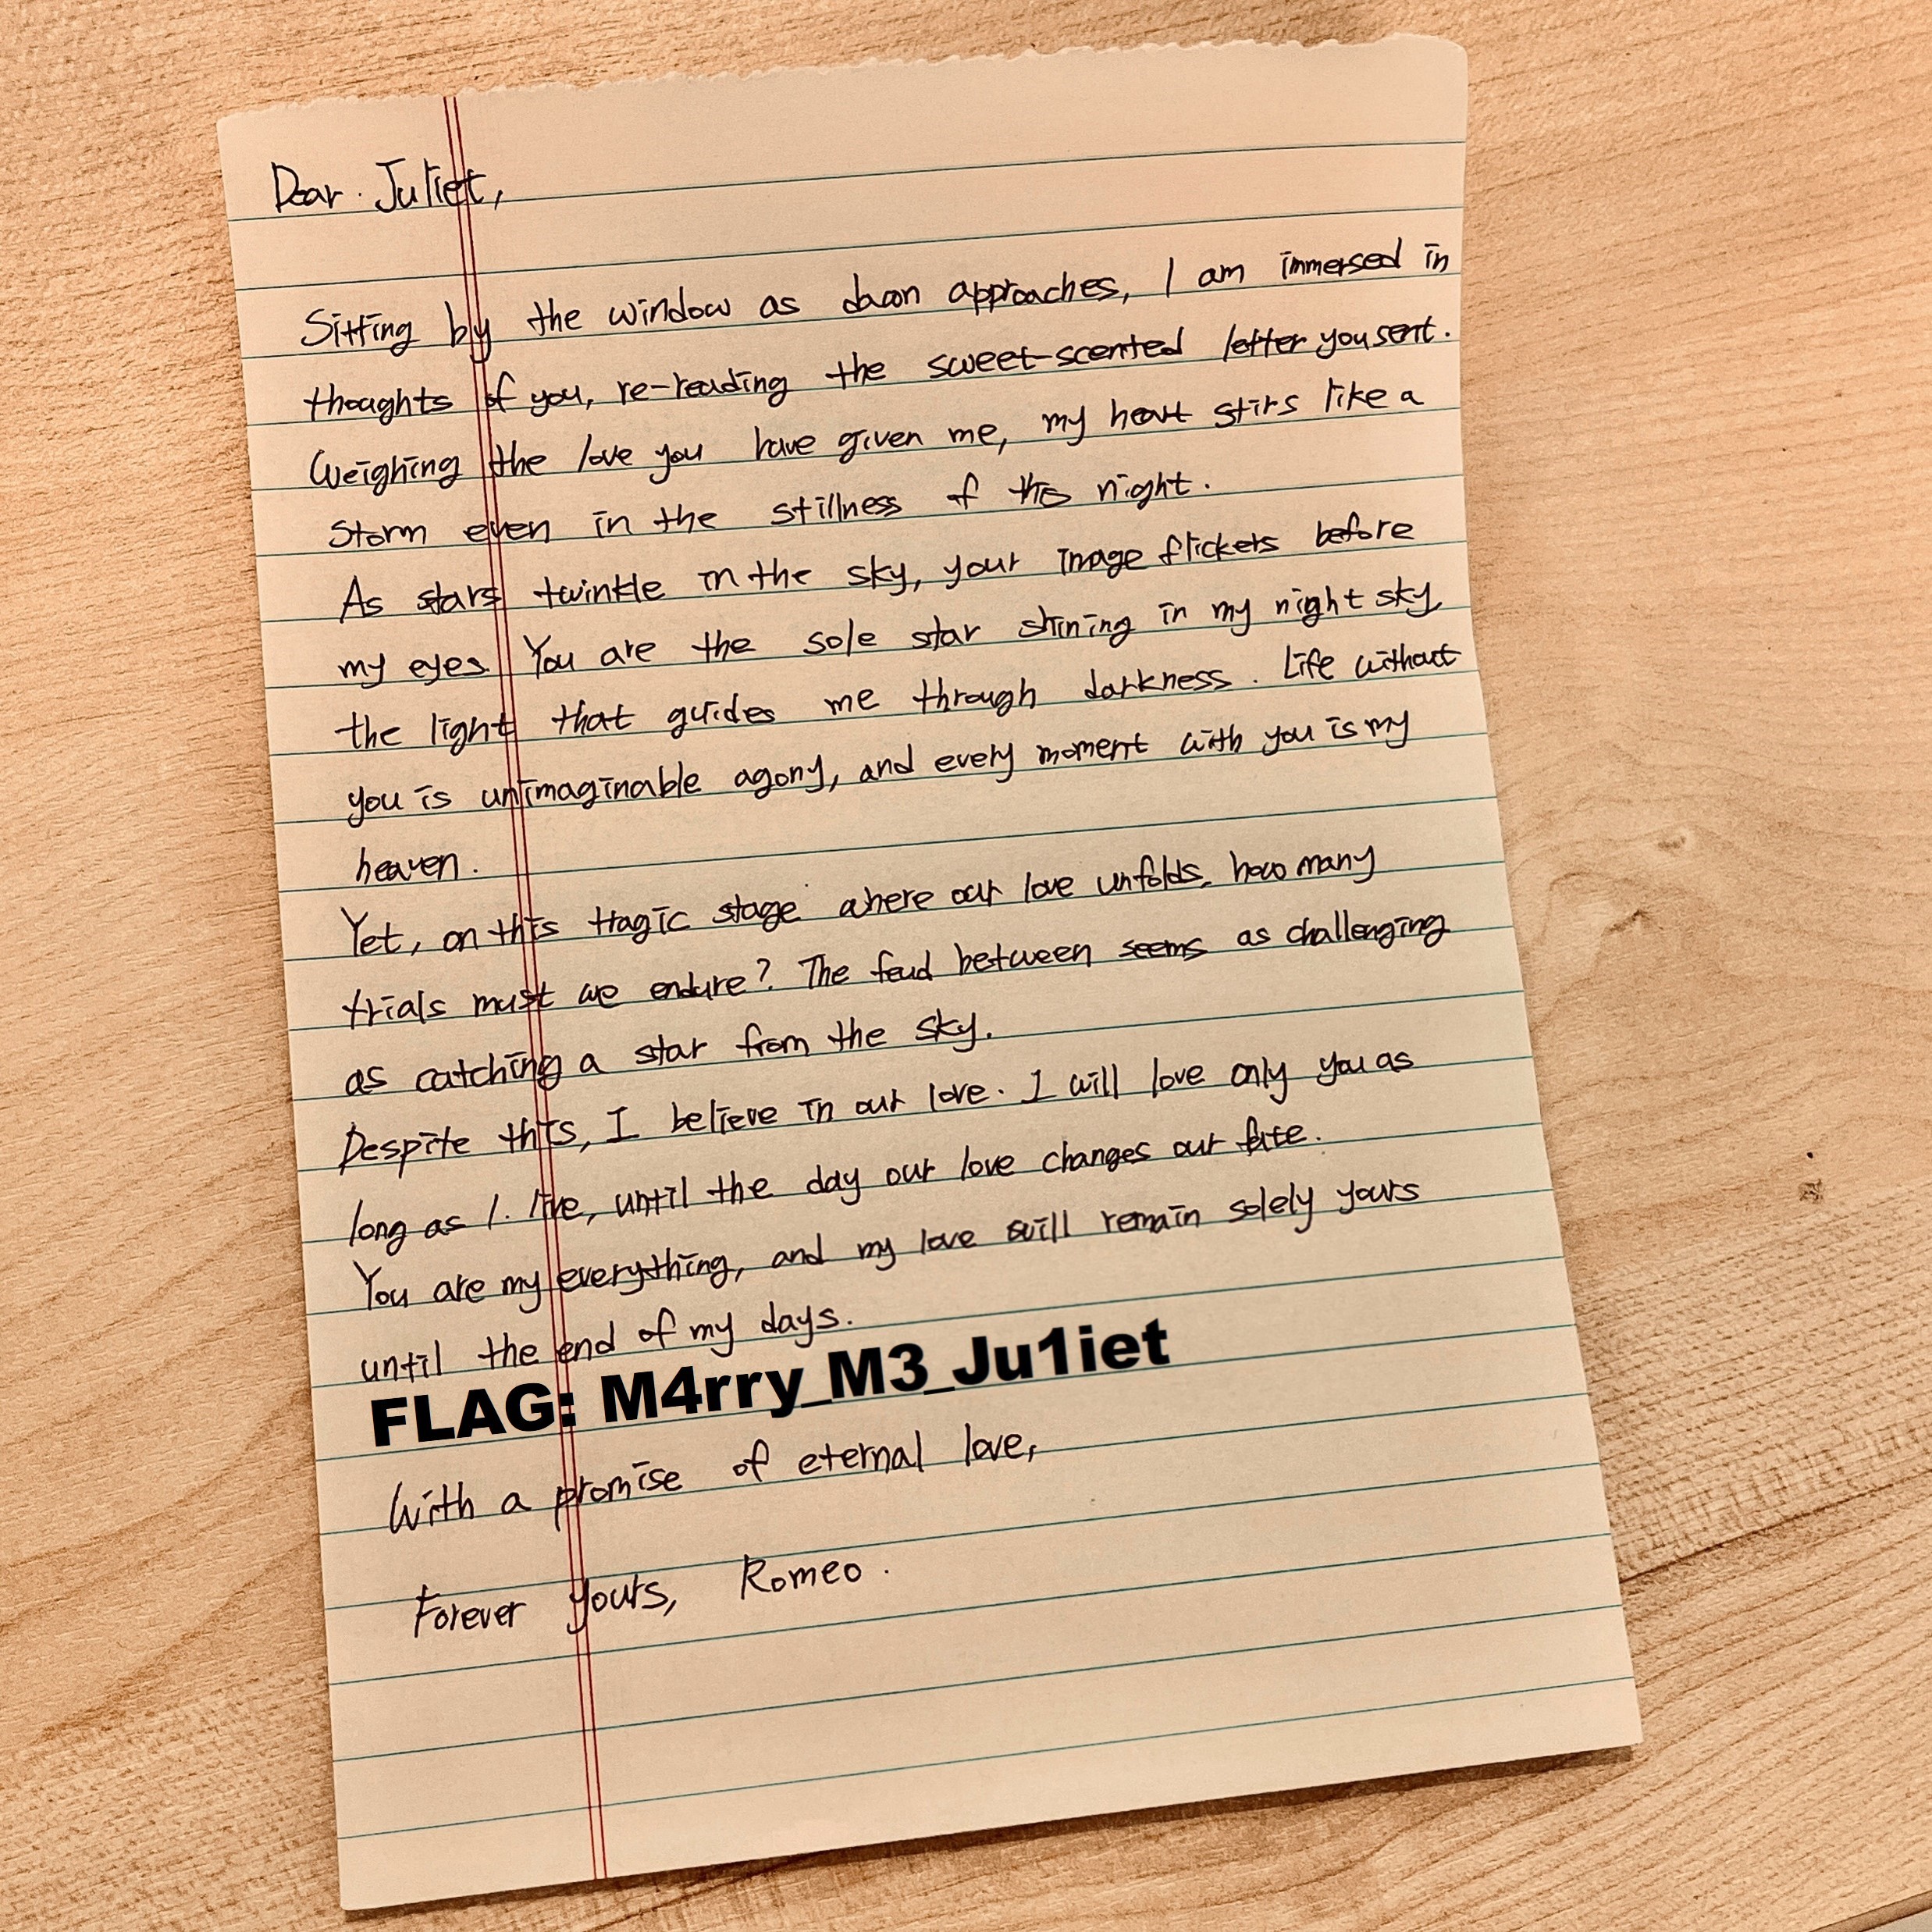 Dear Juliet,
Sitting by the window as dawn approaches, I am immersed in
thoughts of you, re-reading the sweet-scented letter you sent.
Weighing the love you have given me, my heart stirs like a
storm even in the stillness of this night.
As stars twinkle in the sky, your image flickers before
my eyes. You are the sole star shining in my night sky,
the light that guides me through darkness. Life without
you is unimaginable agony, and every moment with you is my
heaven.
Yet, on this tragic stage where our love unfolds, how many
trials must we endure? The feud between seems as challenging
as catching a star from the sky.
Despite this, I believe in our love. I will love only you as
long as I live, until the day our love changes our fate.
You are my everything, and my love will remain solely yours
until the end of my days.
FLAG: M4rry_M3_Ju1iet
With a promise of eternal love,
Forever yours, Romeo.